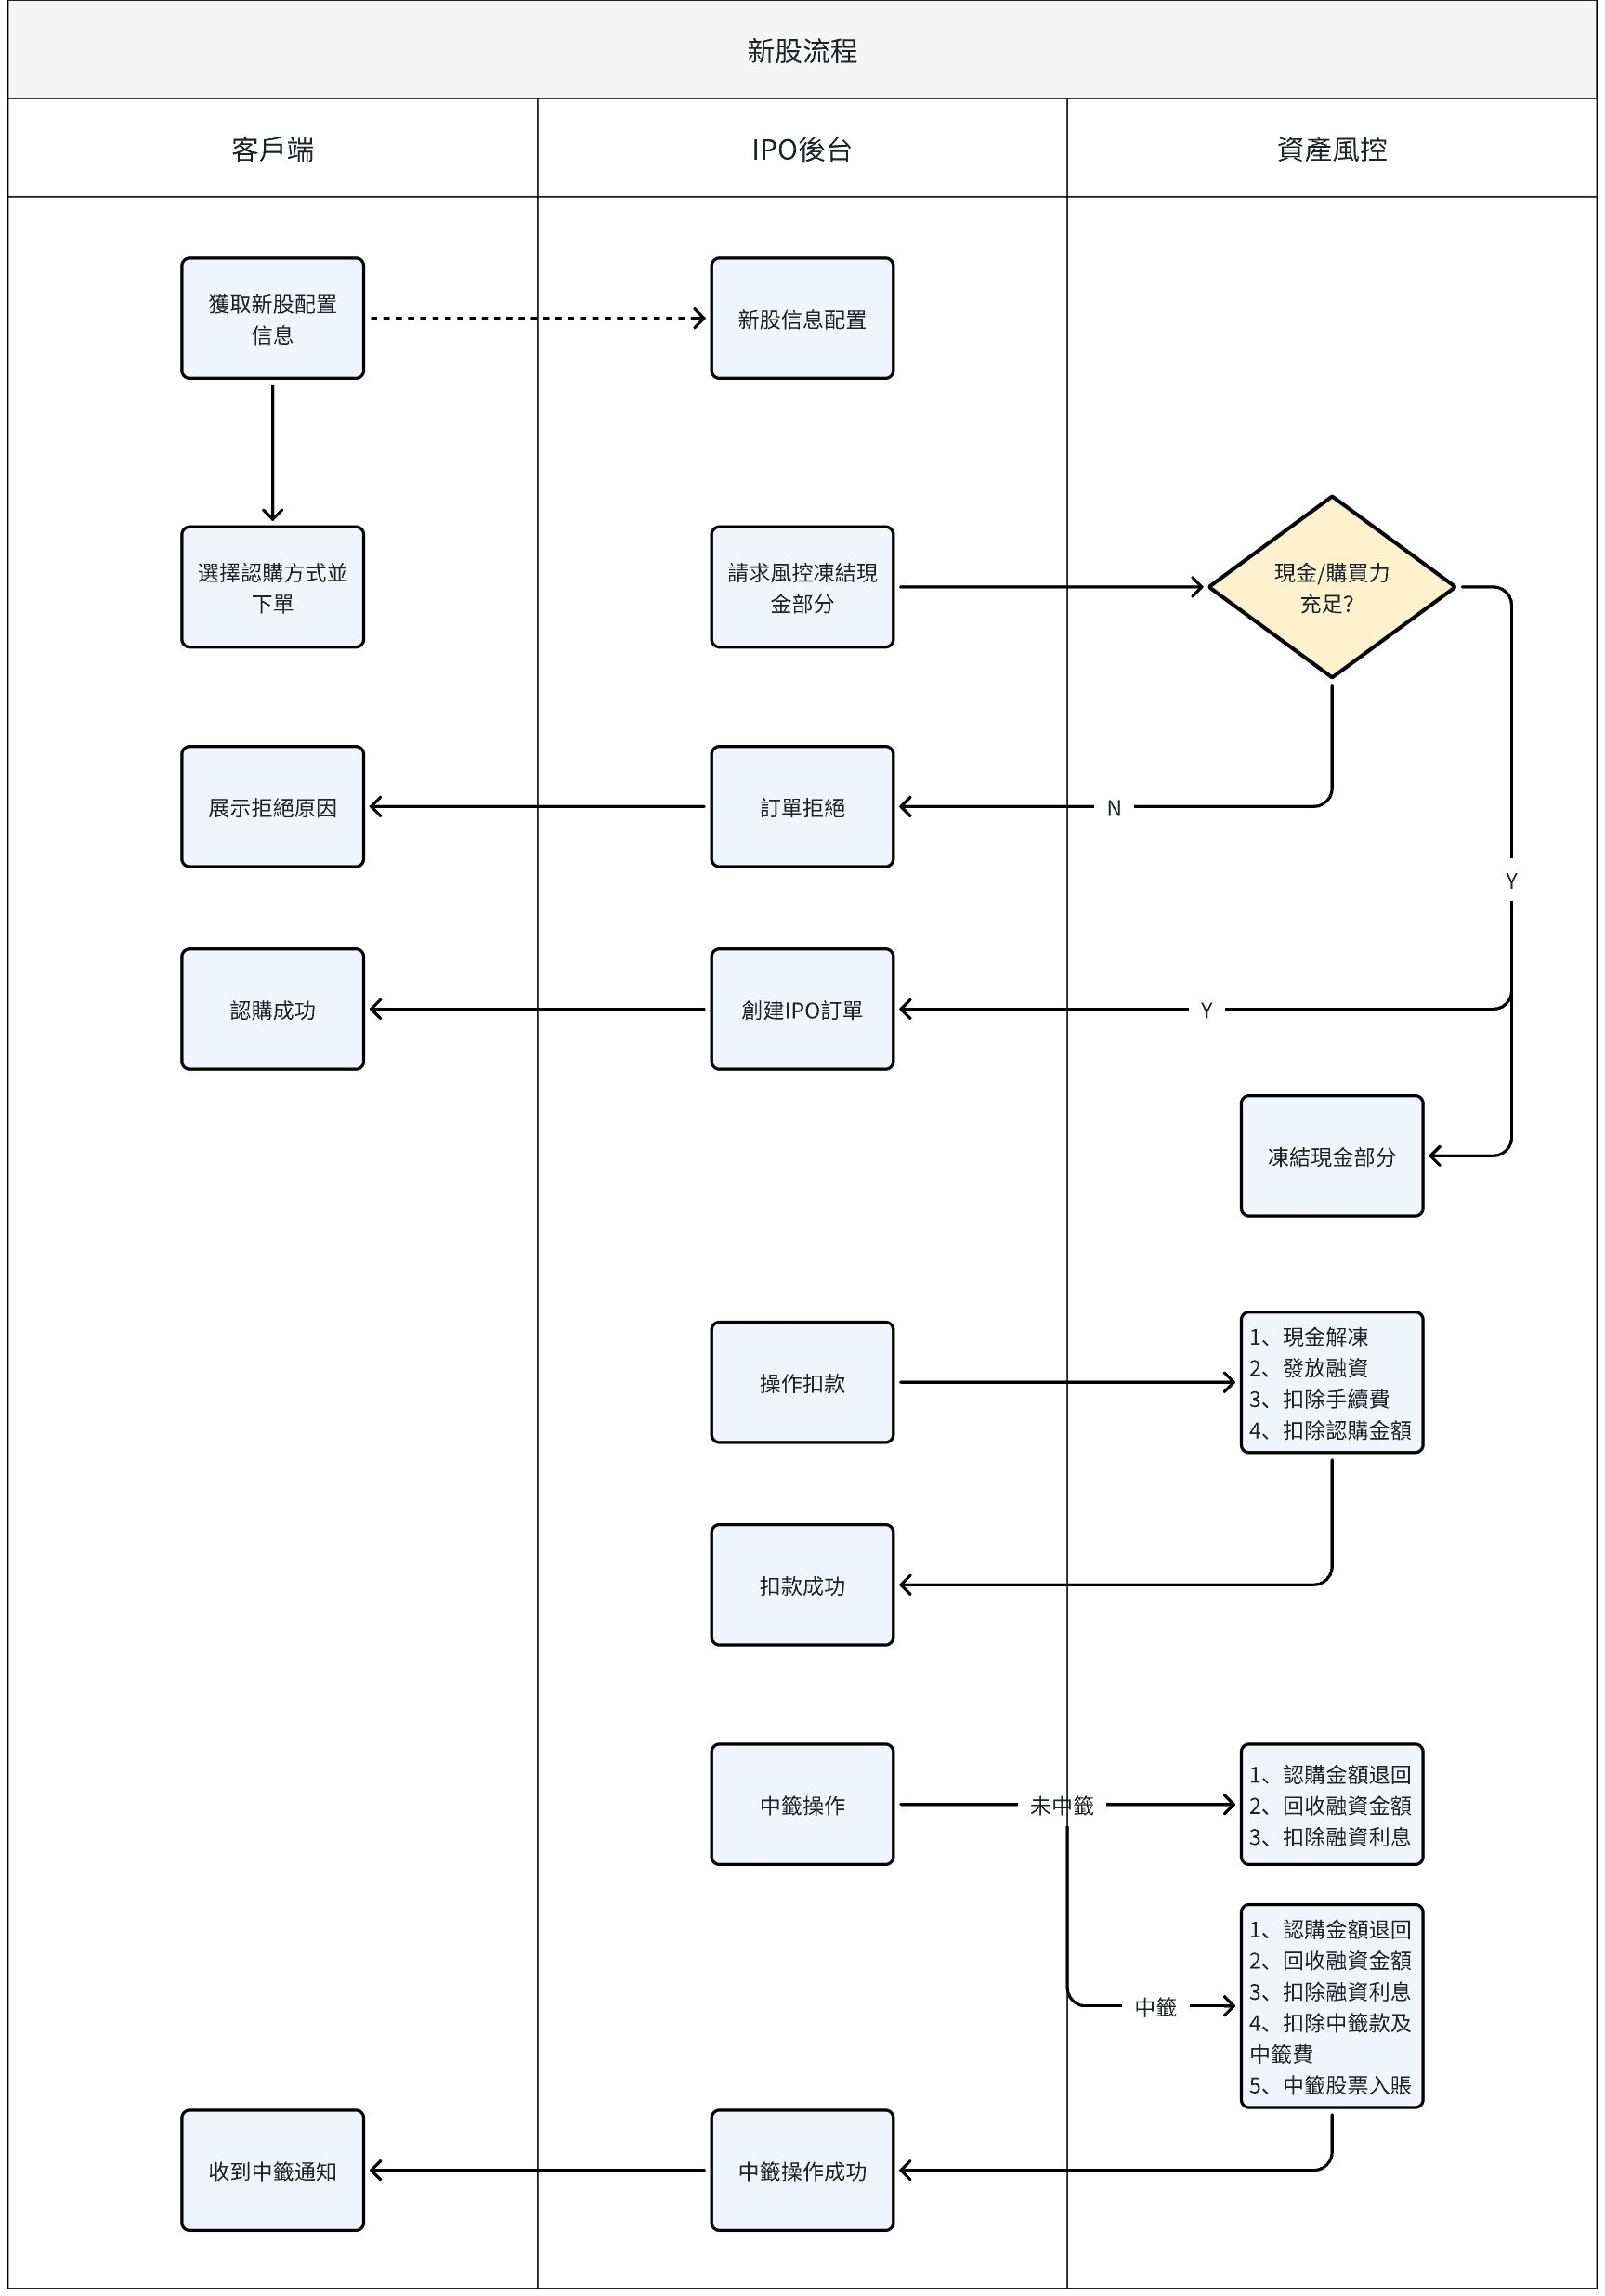 新股流程
客戶端
IPO後台
資產風控
獲取新股配置
信息
新股信息配置
選擇認購方式並
下單
請求風控凍結現
金部分
現金/購買力
充足?
展示拒絕原因
訂單拒絕
N
Y
認購成功
創建IPO訂單
Y
凍結現金部分
操作扣款
1、現金解凍
2、發放融資
3、扣除手續費
4、扣除認購金額
扣款成功
中籤操作
未中籤
1、認購金額退回
2、回收融資金額
3、扣除融資利息
中籤
1、認購金額退回
2、回收融資金額
3、扣除融資利息
4、扣除中籤款及
中籤費
5、中籤股票入賬
收到中籤通知
中籤操作成功